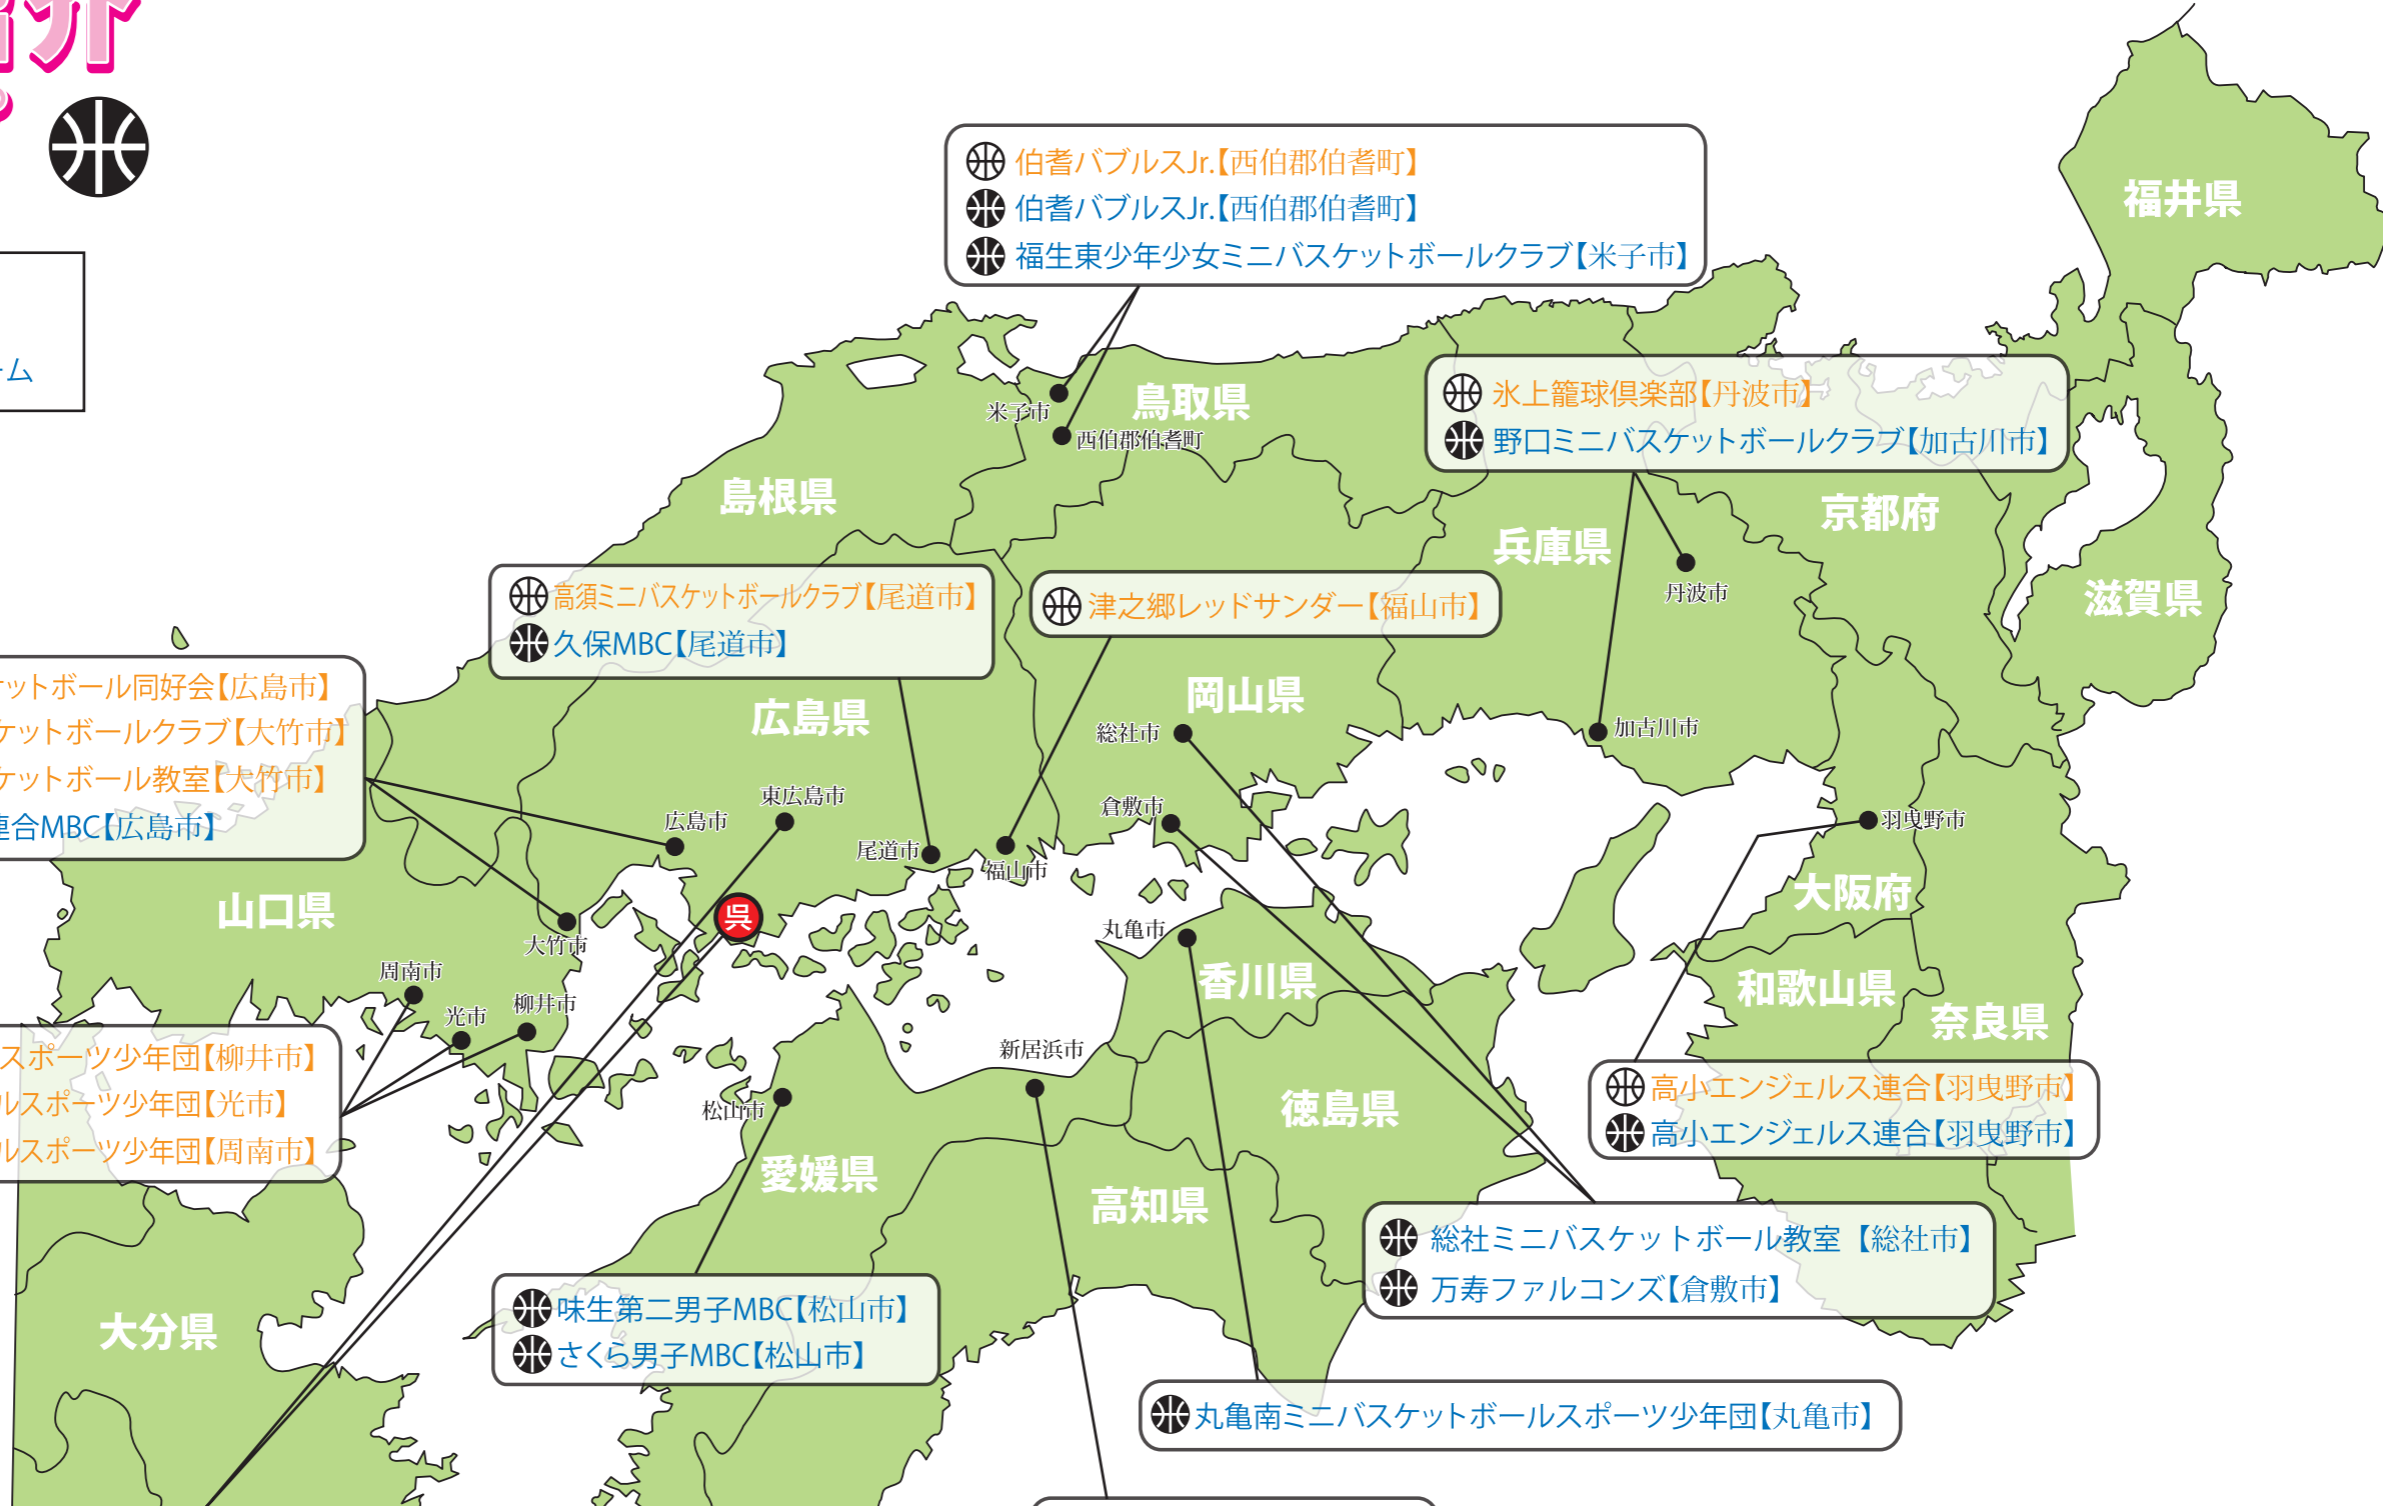 介
伯耆バブルスJr.【西伯郡伯耆町】
伯耆バブルスJr.【西伯郡伯耆町】
福生東少年少女ミニバスケットボールクラブ【米子市】
福井県
ーム
米子市
鳥取県
西伯郡伯耆町
氷上籠球倶楽部【丹波市】
野口ミニバスケットボールクラブ【加古川市】
島根県
京都府
兵庫県
丹波市
滋賀県
高須ミニバスケットボールクラブ【尾道市】
久保MBC【尾道市】
津之郷レッドサンダー【福山市】
ケットボール同好会【広島市】
ケットボールクラブ【大竹市】
ケットボール教室【大竹市】
連合MBC【広島市】
広島県
岡山県
総社市
加古川市
東広島市
広島市
倉敷市
羽曳野市
尾道市
福山市
山口県
呉
大阪府
大竹市
丸亀市
周南市
香川県
和歌山県
光市
柳井市
奈良県
新居浜市
スポーツ少年団【柳井市】
ルスポーツ少年団【光市】
ルスポーツ少年団【周南市】
松山市
徳島県
高小エンジェルス連合【羽曳野市】
高小エンジェルス連合【羽曳野市】
愛媛県
高知県
総社ミニバスケットボール教室【総社市】
万寿ファルコンズ【倉敷市】
大分県
味生第二男子MBC【松山市】
さくら男子MBC【松山市】
丸亀南ミニバスケットボールスポーツ少年団【丸亀市】